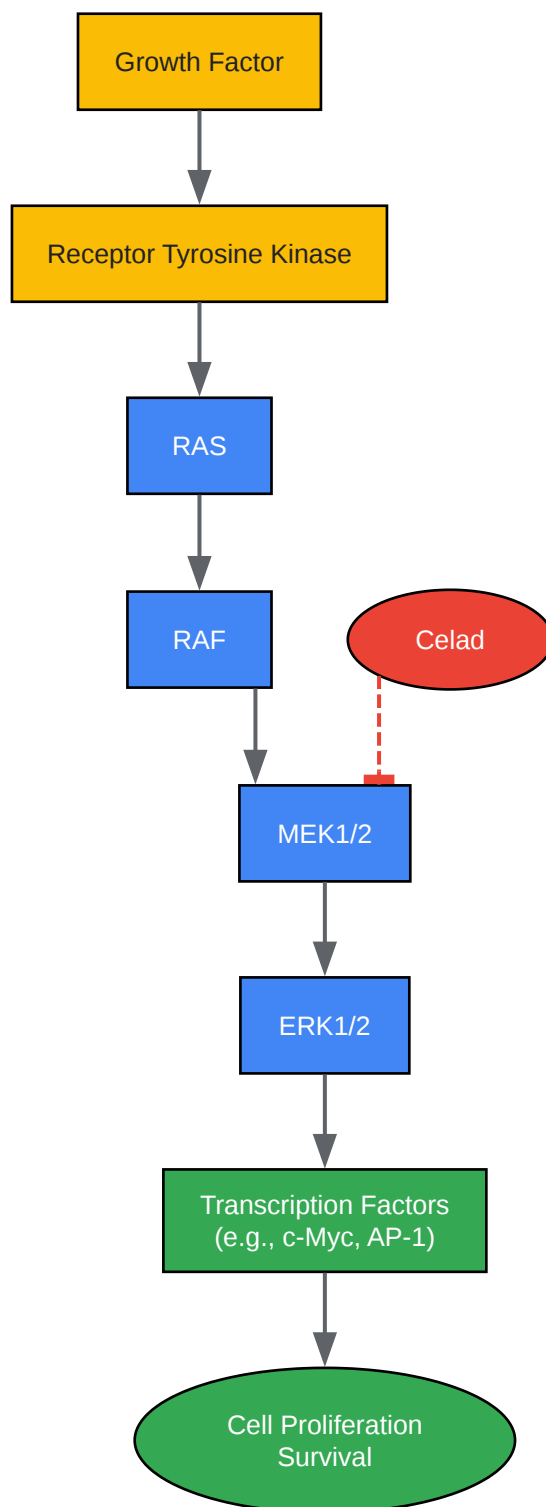 Growth Factor
Receptor Tyrosine Kinase
RAS
RAF
Celad
MEK1/2
ERK1/2
Transcription Factors
(e.g., c-Myc, AP-1)
Cell Proliferation
Survival